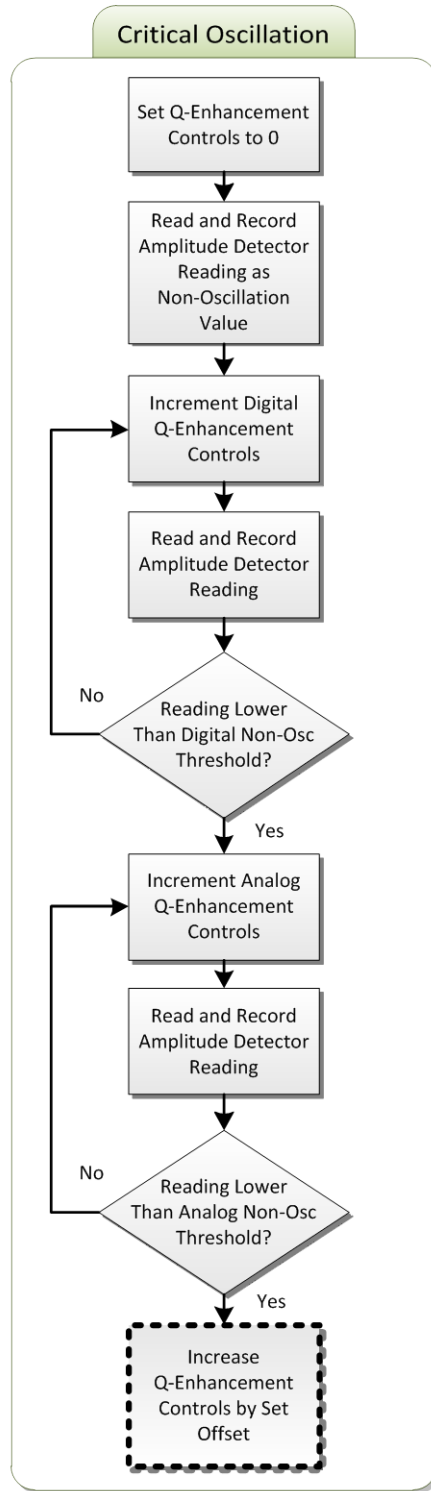 Critical Oscillation
Set Q-Enhancement
Controls to 0
Read and Record
Amplitude Detector
Reading as
Non-Oscillation
Value
Increment Digital
Q-Enhancement
Controls
Read and Record
Amplitude Detector
Reading
No
Reading Lower
Than Digital Non-Osc
Threshold?
Yes
Increment Analog
Q-Enhancement
Controls
Read and Record
Amplitude Detector
Reading
No
Reading Lower
Than Analog Non-Osc
Threshold?
Yes
Increase
Q-Enhancement
Controls by Set
Offset